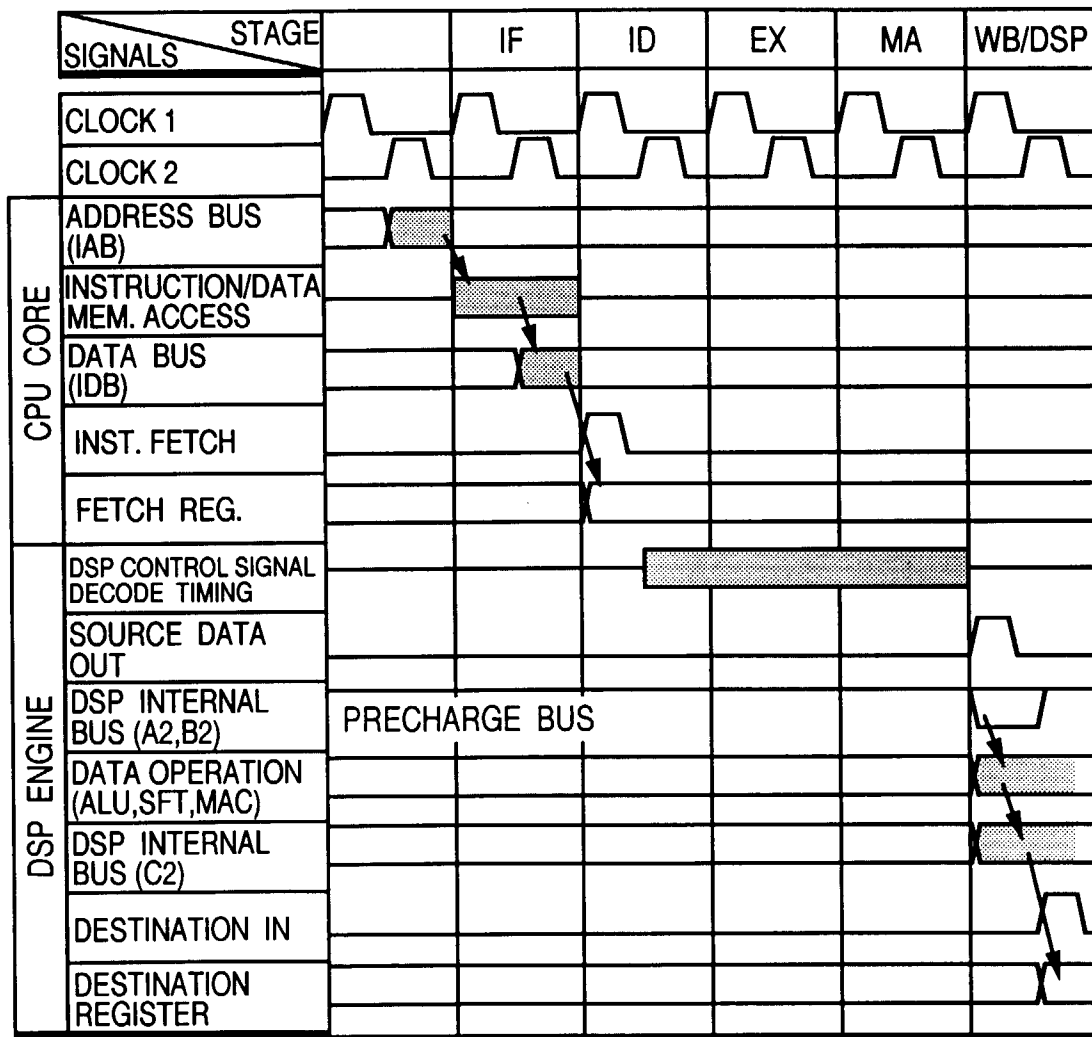 STAGE
SIGNALS
IF
ID
EX
MA
WB/DSP
CLOCK 1
CLOCK 2
CPU CORE
ADDRESS BUS
(IAB)
INSTRUCTION/DATA
MEM. ACCESS
DATA BUS
(IDB)
INST. FETCH
FETCH REG.
DSP ENGINE
DSP CONTROL SIGNAL
DECODE TIMING
SOURCE DATA
OUT
DSP INTERNAL
BUS (A2,B2)
PRECHARGE BUS
DATA OPERATION
(ALU,SFT,MAC)
DSP INTERNAL
BUS (C2)
DESTINATION IN
DESTINATION
REGISTER